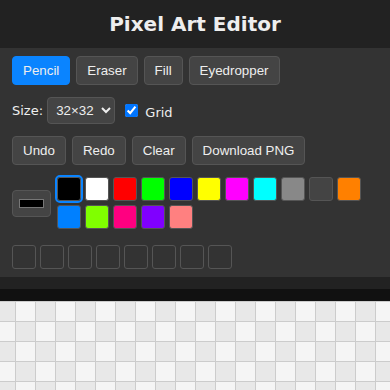 Pixel Art Editor
Pencil Eraser Fill Eyedropper
Size: 32×32 Grid
Undo Redo Clear Download PNG